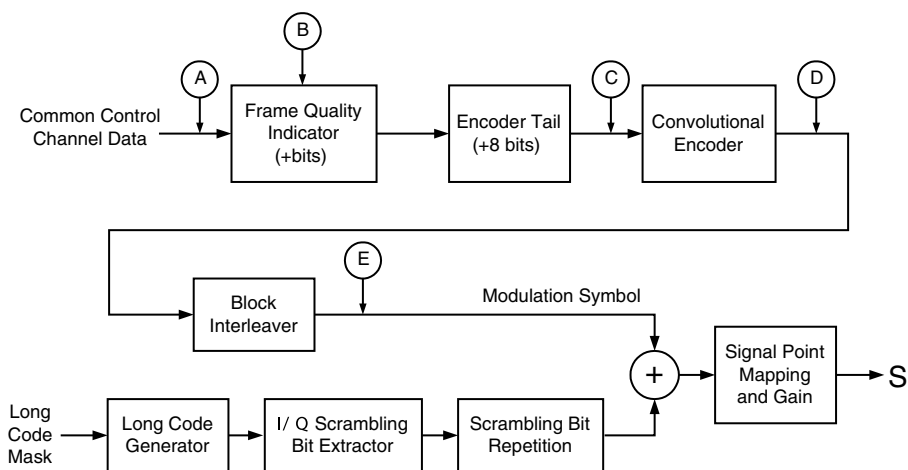 B
A
C
D
Common Control
Channel Data
Frame Quality
Indicator
(+bits)
Encoder Tail
(+8 bits)
Convolutional
Encoder
E
Block
Interleaver
Modulation Symbol
+
Signal Point
Mapping
and Gain
S
Long
Code
Mask
Long Code
Generator
I/ Q Scrambling
Bit Extractor
Scrambling Bit
Repetition